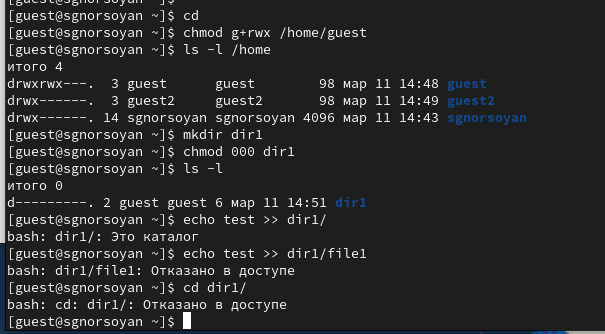 [guest@sgnorsoyan ~]$ cd
[guest@sgnorsoyan ~]$ chmod g+rwx /home/guest
[guest@sgnorsoyan ~]$ ls -l /home
итого 4
drwxrwx---.  3 guest      guest        98 мар 11 14:48 guest
drwx------.  3 guest2     guest2       98 мар 11 14:49 guest2
drwx------. 14 sgnorsoyan sgnorsoyan 4096 мар 11 14:43 sgnorsoyan
[guest@sgnorsoyan ~]$ mkdir dir1
[guest@sgnorsoyan ~]$ chmod 000 dir1
[guest@sgnorsoyan ~]$ ls -l
итого 0
d---------. 2 guest guest 6 мар 11 14:51 dir1
[guest@sgnorsoyan ~]$ echo test >> dir1/
bash: dir1/: Это каталог
[guest@sgnorsoyan ~]$ echo test >> dir1/file1
bash: dir1/file1: Отказано в доступе
[guest@sgnorsoyan ~]$ cd dir1/
bash: cd: dir1/: Отказано в доступе
[guest@sgnorsoyan ~]$